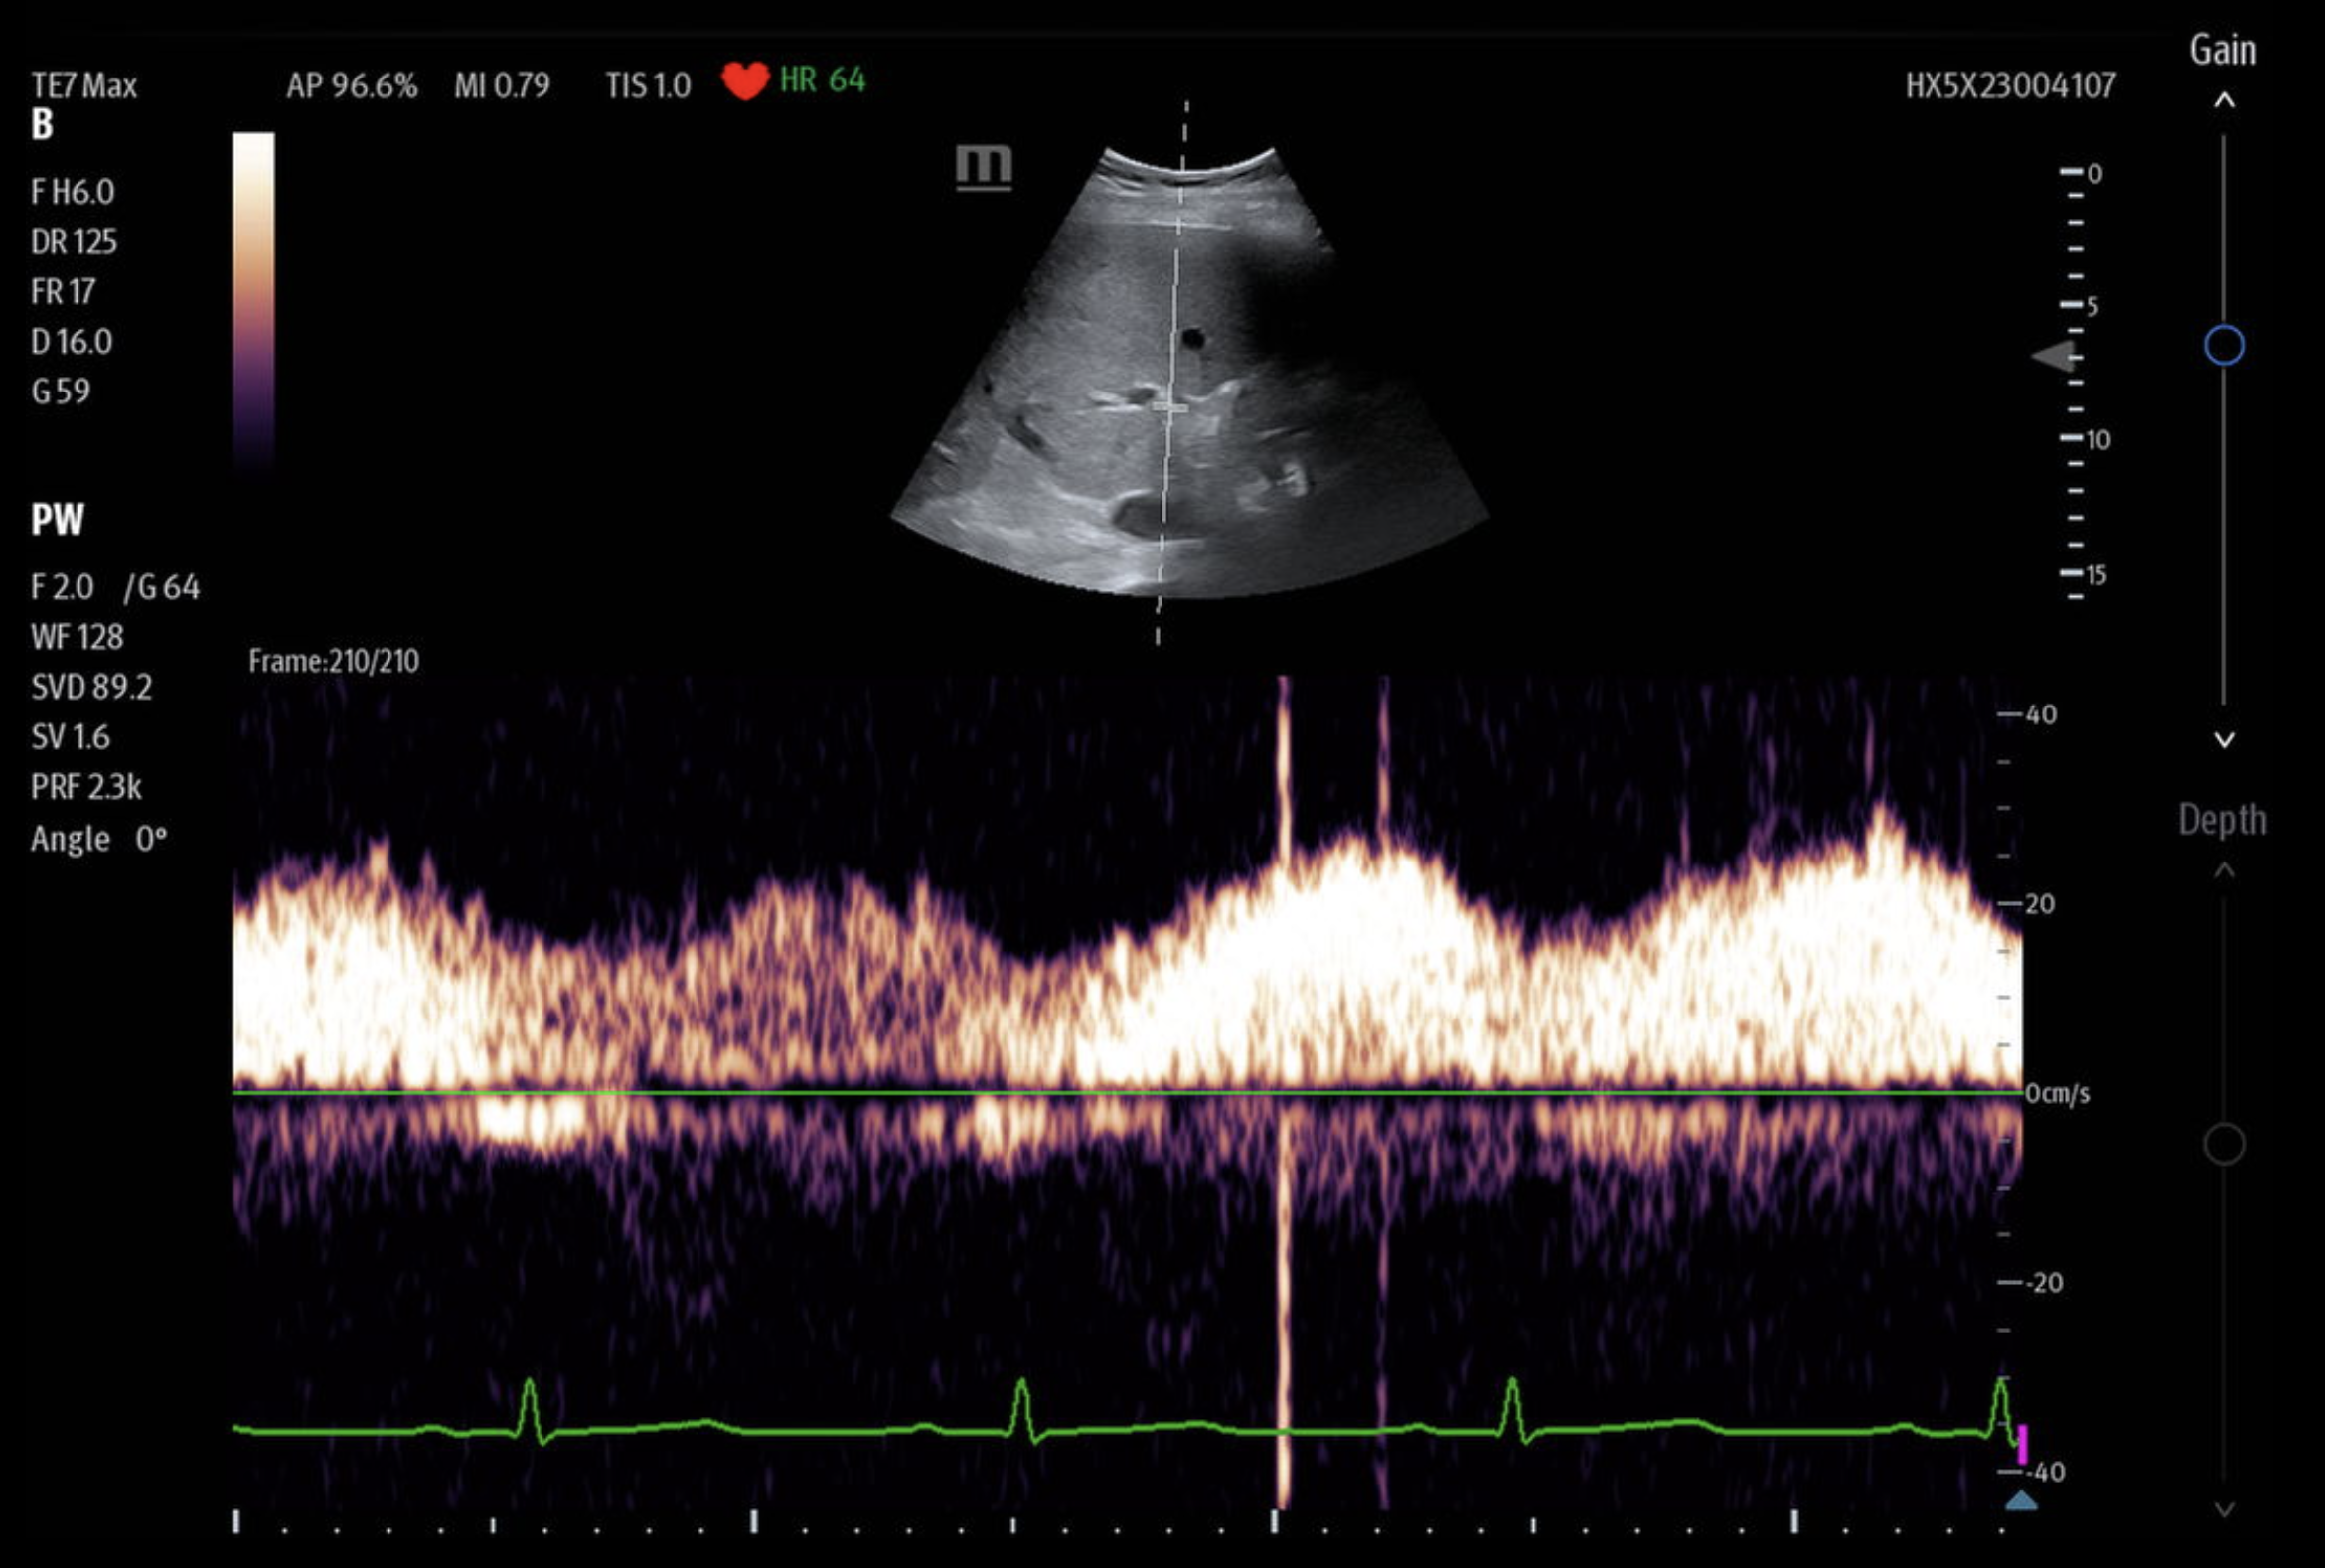 Gain
TE7 Max AP 96.6% MI 0.79 TIS 1.0 HR 64 HX5X23004107
B
F H6.0
DR 125
FR 17
D 16.0
G 59
m
0
5
10
15
PW
F 2.0 /G 64
WF 128
SVD 89.2
SV 1.6
PRF 2.3k
Angle 0°
Frame:210/210
40
20
0cm/s
-20
-40
Depth